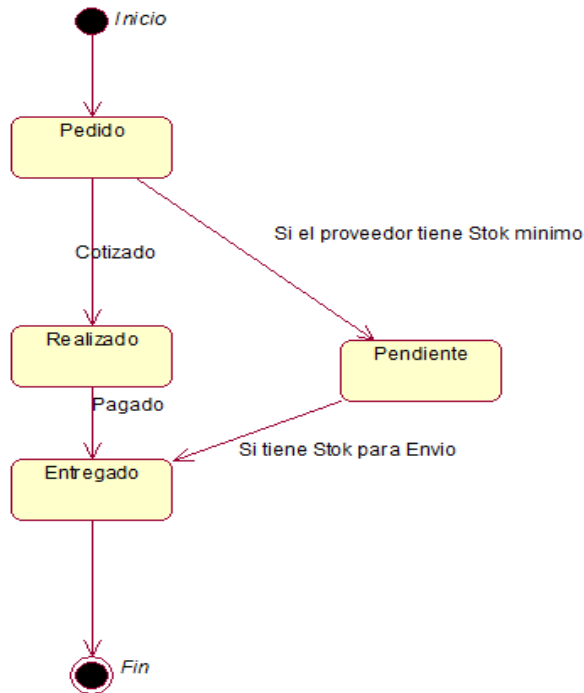 Inicio
Pedido
Si el proveedor tiene Stok minimo
Cotizado
Realizado
Pendiente
Pagado
Si tiene Stok para Envio
Entregado
Fin